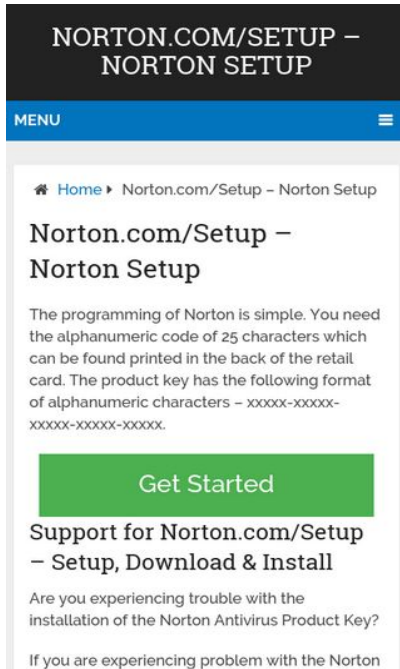 NORTON.COM/SETUP –
NORTON SETUP
MENU
Home Norton.com/Setup – Norton Setup
Norton.com/Setup –
Norton Setup
The programming of Norton is simple. You need
the alphanumeric code of 25 characters which
can be found printed in the back of the retail
card. The product key has the following format
of alphanumeric characters – xxxxx-xxxxx-
xxxxx-xxxxx-xxxxx.
Get Started
Support for Norton.com/Setup
– Setup, Download & Install
Are you experiencing trouble with the
installation of the Norton Antivirus Product Key?
If you are experiencing problem with the Norton